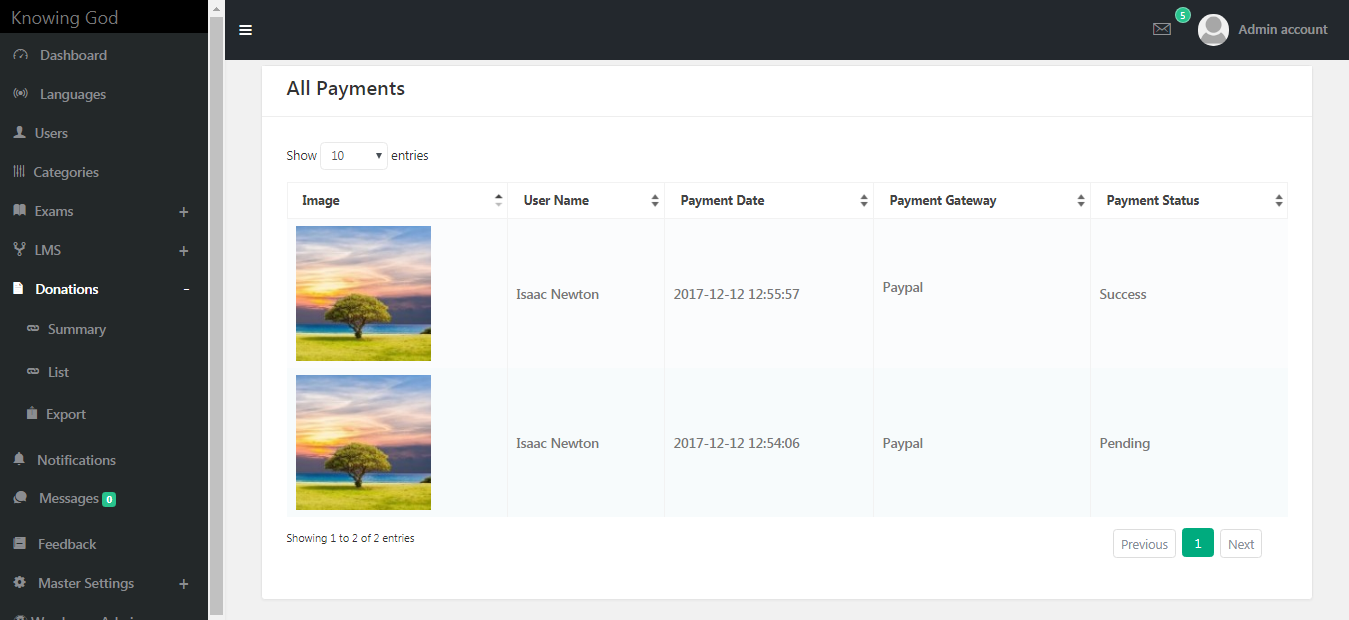 Knowing God
Dashboard
Languages
Users
Categories
Exams +
LMS +
Donations -
Summary
List
Export
Notifications
Messages 0
Feedback
Master Settings +
5
Admin account
All Payments
Show 10 entries
Image User Name Payment Date Payment Gateway Payment Status
Isaac Newton 2017-12-12 12:55:57 Paypal Success
Isaac Newton 2017-12-12 12:54:06 Paypal Pending
Showing 1 to 2 of 2 entries
Previous 1 Next